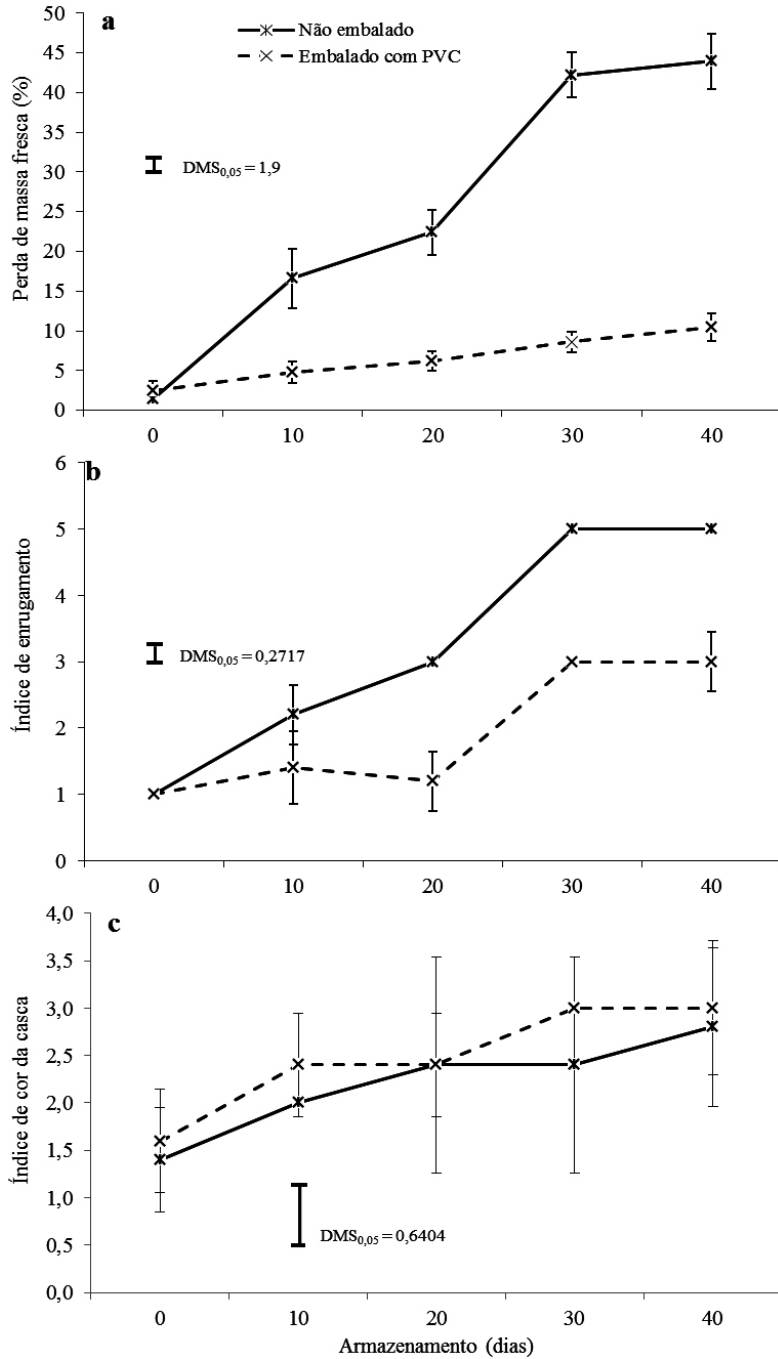 a
Não embalado
Embalado com PVC
DMS0,05 = 1,9
Perda de massa fresca (%)
50
45
40
35
30
25
20
15
10
5
0
0 10 20 30 40
b
DMS0,05 = 0,2717
Índice de enrugamento
6
5
4
3
2
1
0
0 10 20 30 40
c
DMS0,05 = 0,6404
Índice de cor da casca
4,0
3,5
3,0
2,5
2,0
1,5
1,0
0,5
0,0
0 10 20 30 40
Armazenamento (dias)